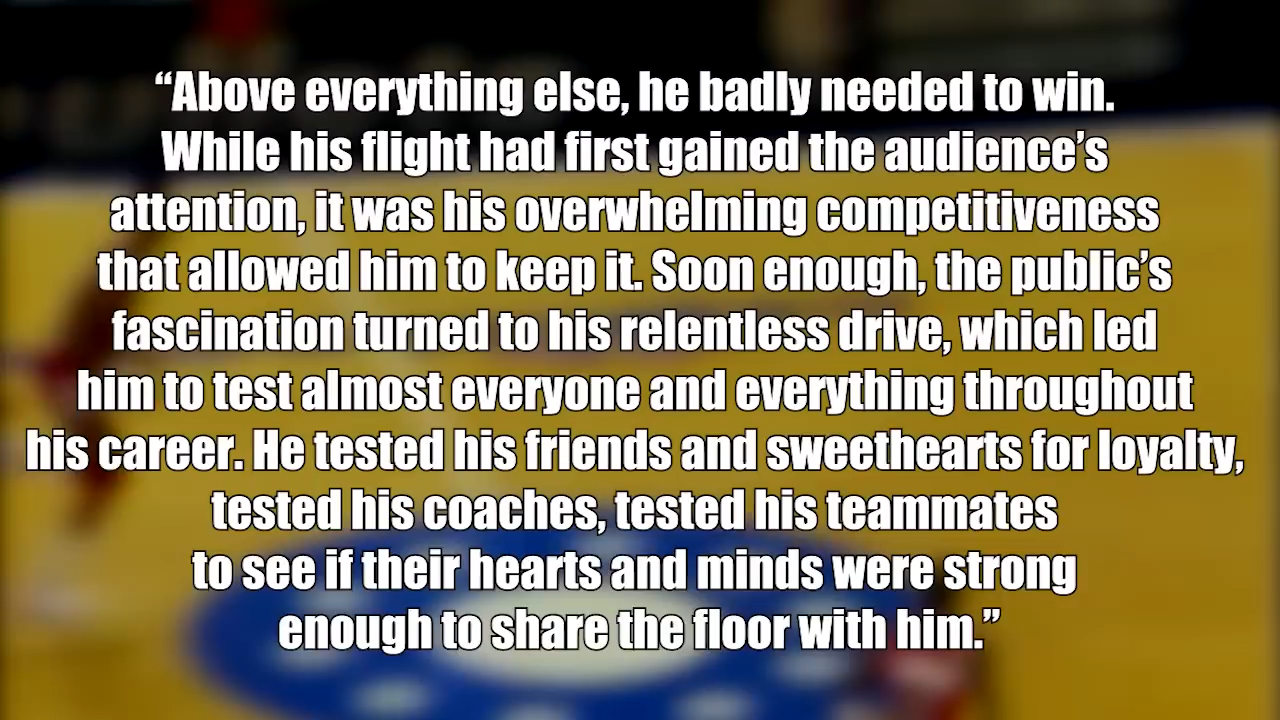 “Above everything else, he badly needed to win.
While his flight had first gained the audience’s
attention, it was his overwhelming competitiveness
that allowed him to keep it. Soon enough, the public’s
fascination turned to his relentless drive, which led
him to test almost everyone and everything throughout
his career. He tested his friends and sweethearts for loyalty,
tested his coaches, tested his teammates
to see if their hearts and minds were strong
enough to share the floor with him.”